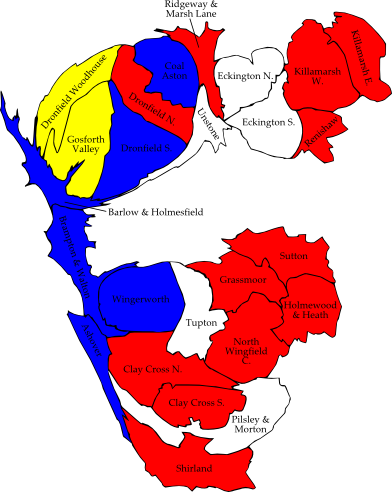 Ridgeway &
Marsh Lane
Killamarsh E.
Dronfield Woodhouse
Coal
Aston
Eckington N.
Killamarsh
W.
Dronfield N.
Unstone
Eckington S.
Renishaw
Gosforth
Valley
Dronfield S.
Barlow & Holmesfield
Brampton & Walton
Sutton
Grassmoor
Wingerworth
Holmewood
& Heath
Tupton
Ashover
North
Wingfield
C.
Clay Cross N.
Clay Cross S.
Pilsley &
Morton
Shirland